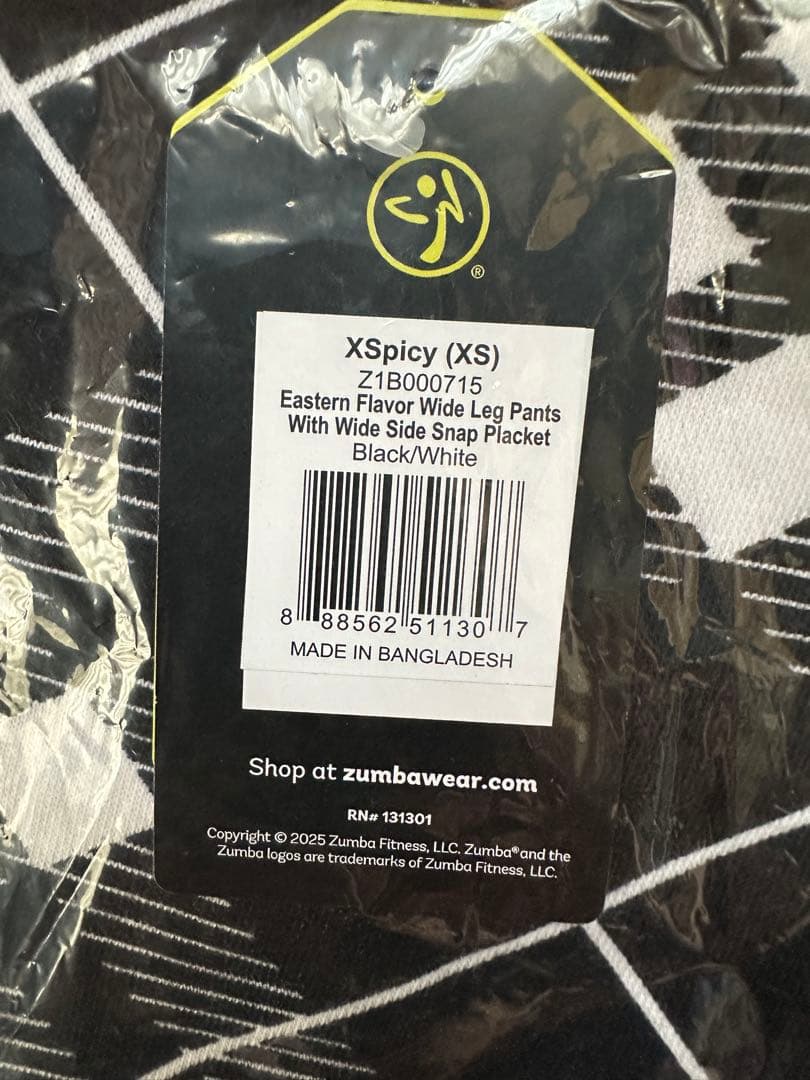 ®
XSpicy (XS)
Z1B000715
Eastern Flavor Wide Leg Pants
With Wide Side Snap Placket
Black/White
8 88562 51130 7
MADE IN BANGLADESH
Shop at zumbawear.com
RN# 131301
Copyright © 2025 Zumba Fitness, LLC. Zumba® and the
Zumba logos are trademarks of Zumba Fitness, LLC.